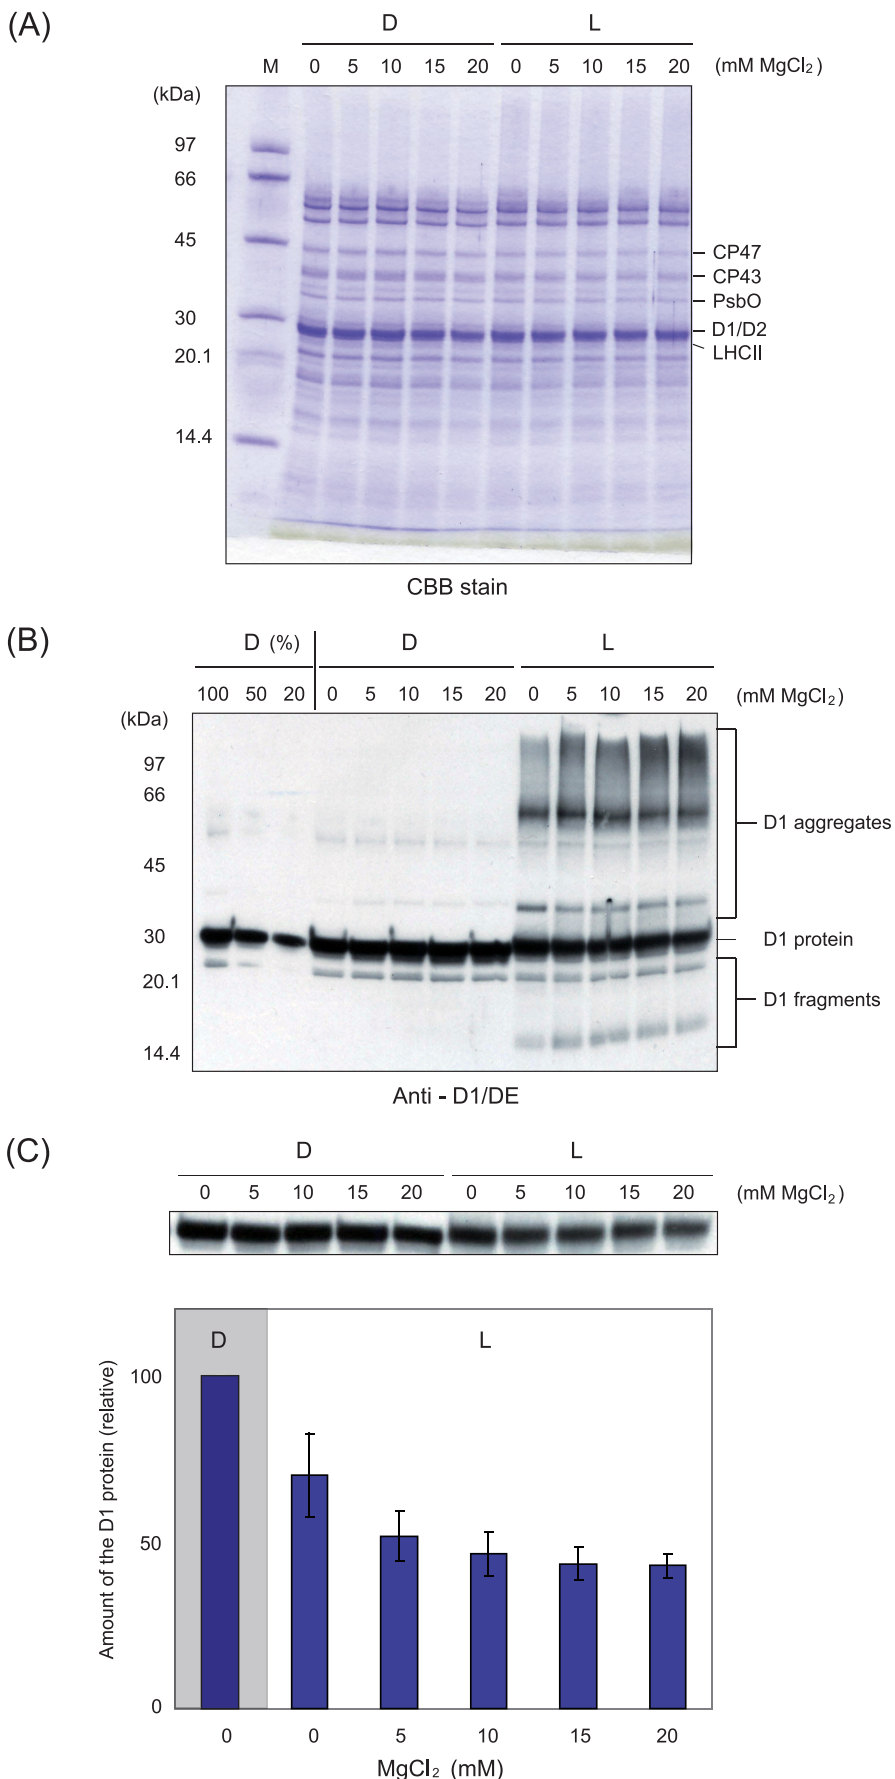 (A)
D L
M 0 5 10 15 20 0 5 10 15 20 (mM MgCl₂)
(kDa)
97
66
45
30
20.1
14.4
CP47
CP43
PsbO
D1/D2
LHCII
CBB stain
(B)
D (%) D L
100 50 20 0 5 10 15 20 0 5 10 15 20 (mM MgCl₂)
(kDa)
97
66
45
30
20.1
14.4
D1 aggregates
D1 protein
D1 fragments
Anti - D1/DE
(C)
D L
0 5 10 15 20 0 5 10 15 20 (mM MgCl₂)
D L
Amount of the D1 protein (relative)
100
50
0
0 0 5 10 15 20
MgCl₂ (mM)